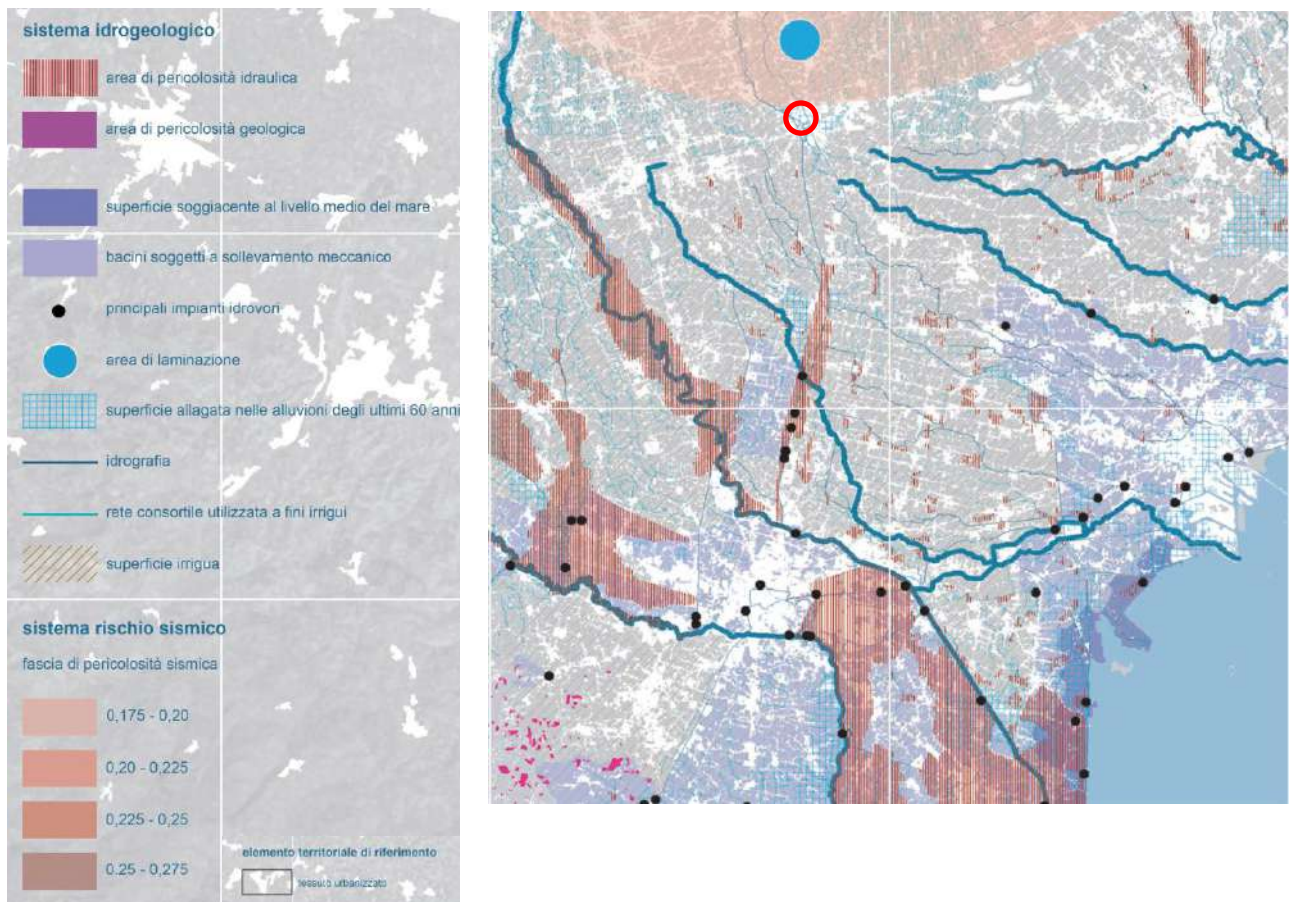 sistema idrogeologico
area di pericolosità idraulica
area di pericolosità geologica
superficie soggiacente al livello medio del mare
bacini soggetti a sollevamento meccanico
principali impianti idrovori
area di laminazione
superficie allagata nelle alluvioni degli ultimi 60 anni
idrografia
rete consortile utilizzata a fini irrigui
superficie irrigua
sistema rischio sismico
fascia di pericolosità sismica
0,175 - 0,20
0,20 - 0,225
0,225 - 0,25
0.25 - 0,275
elemento territoriale di riferimento
tessuto urbanizzato